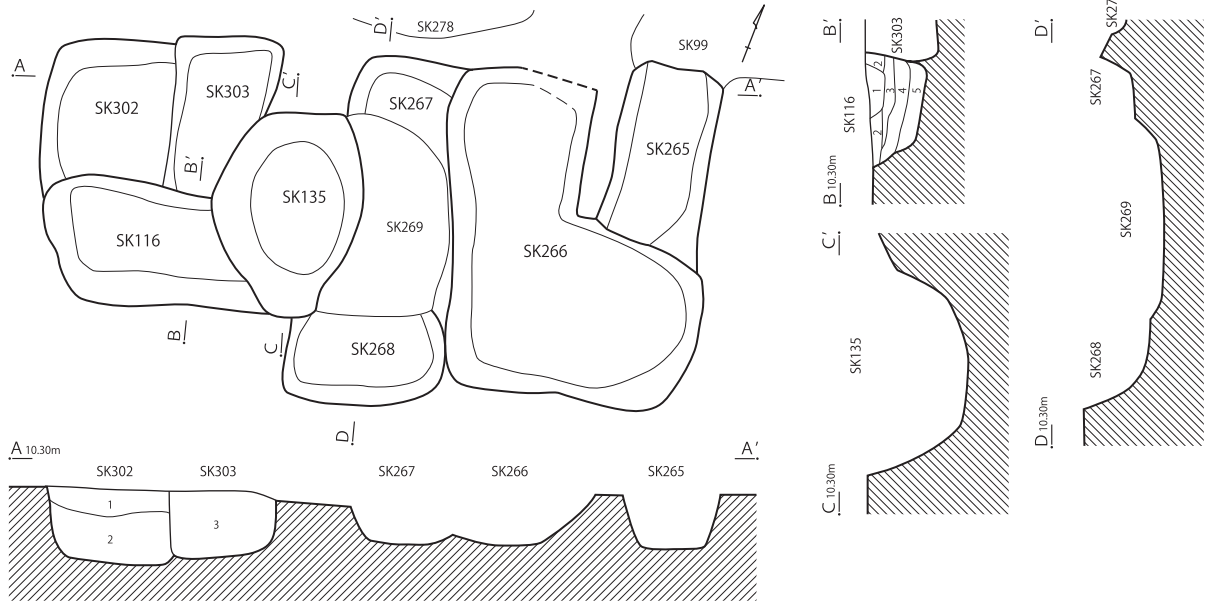 D′
SK278
SK99
A
C′
A′
SK302
SK303
SK267
SK265
B′
SK135
SK269
SK116
SK266
B
C
SK268
D
A 10.30m
A′
SK302
SK303
SK267
SK266
SK265
1
2
3
B′
SK303
SK116
2
1
3
4
5
2
B 10.30m
C′
SK135
C 10.30m
D′
SK27
SK267
SK269
SK268
D 10.30m